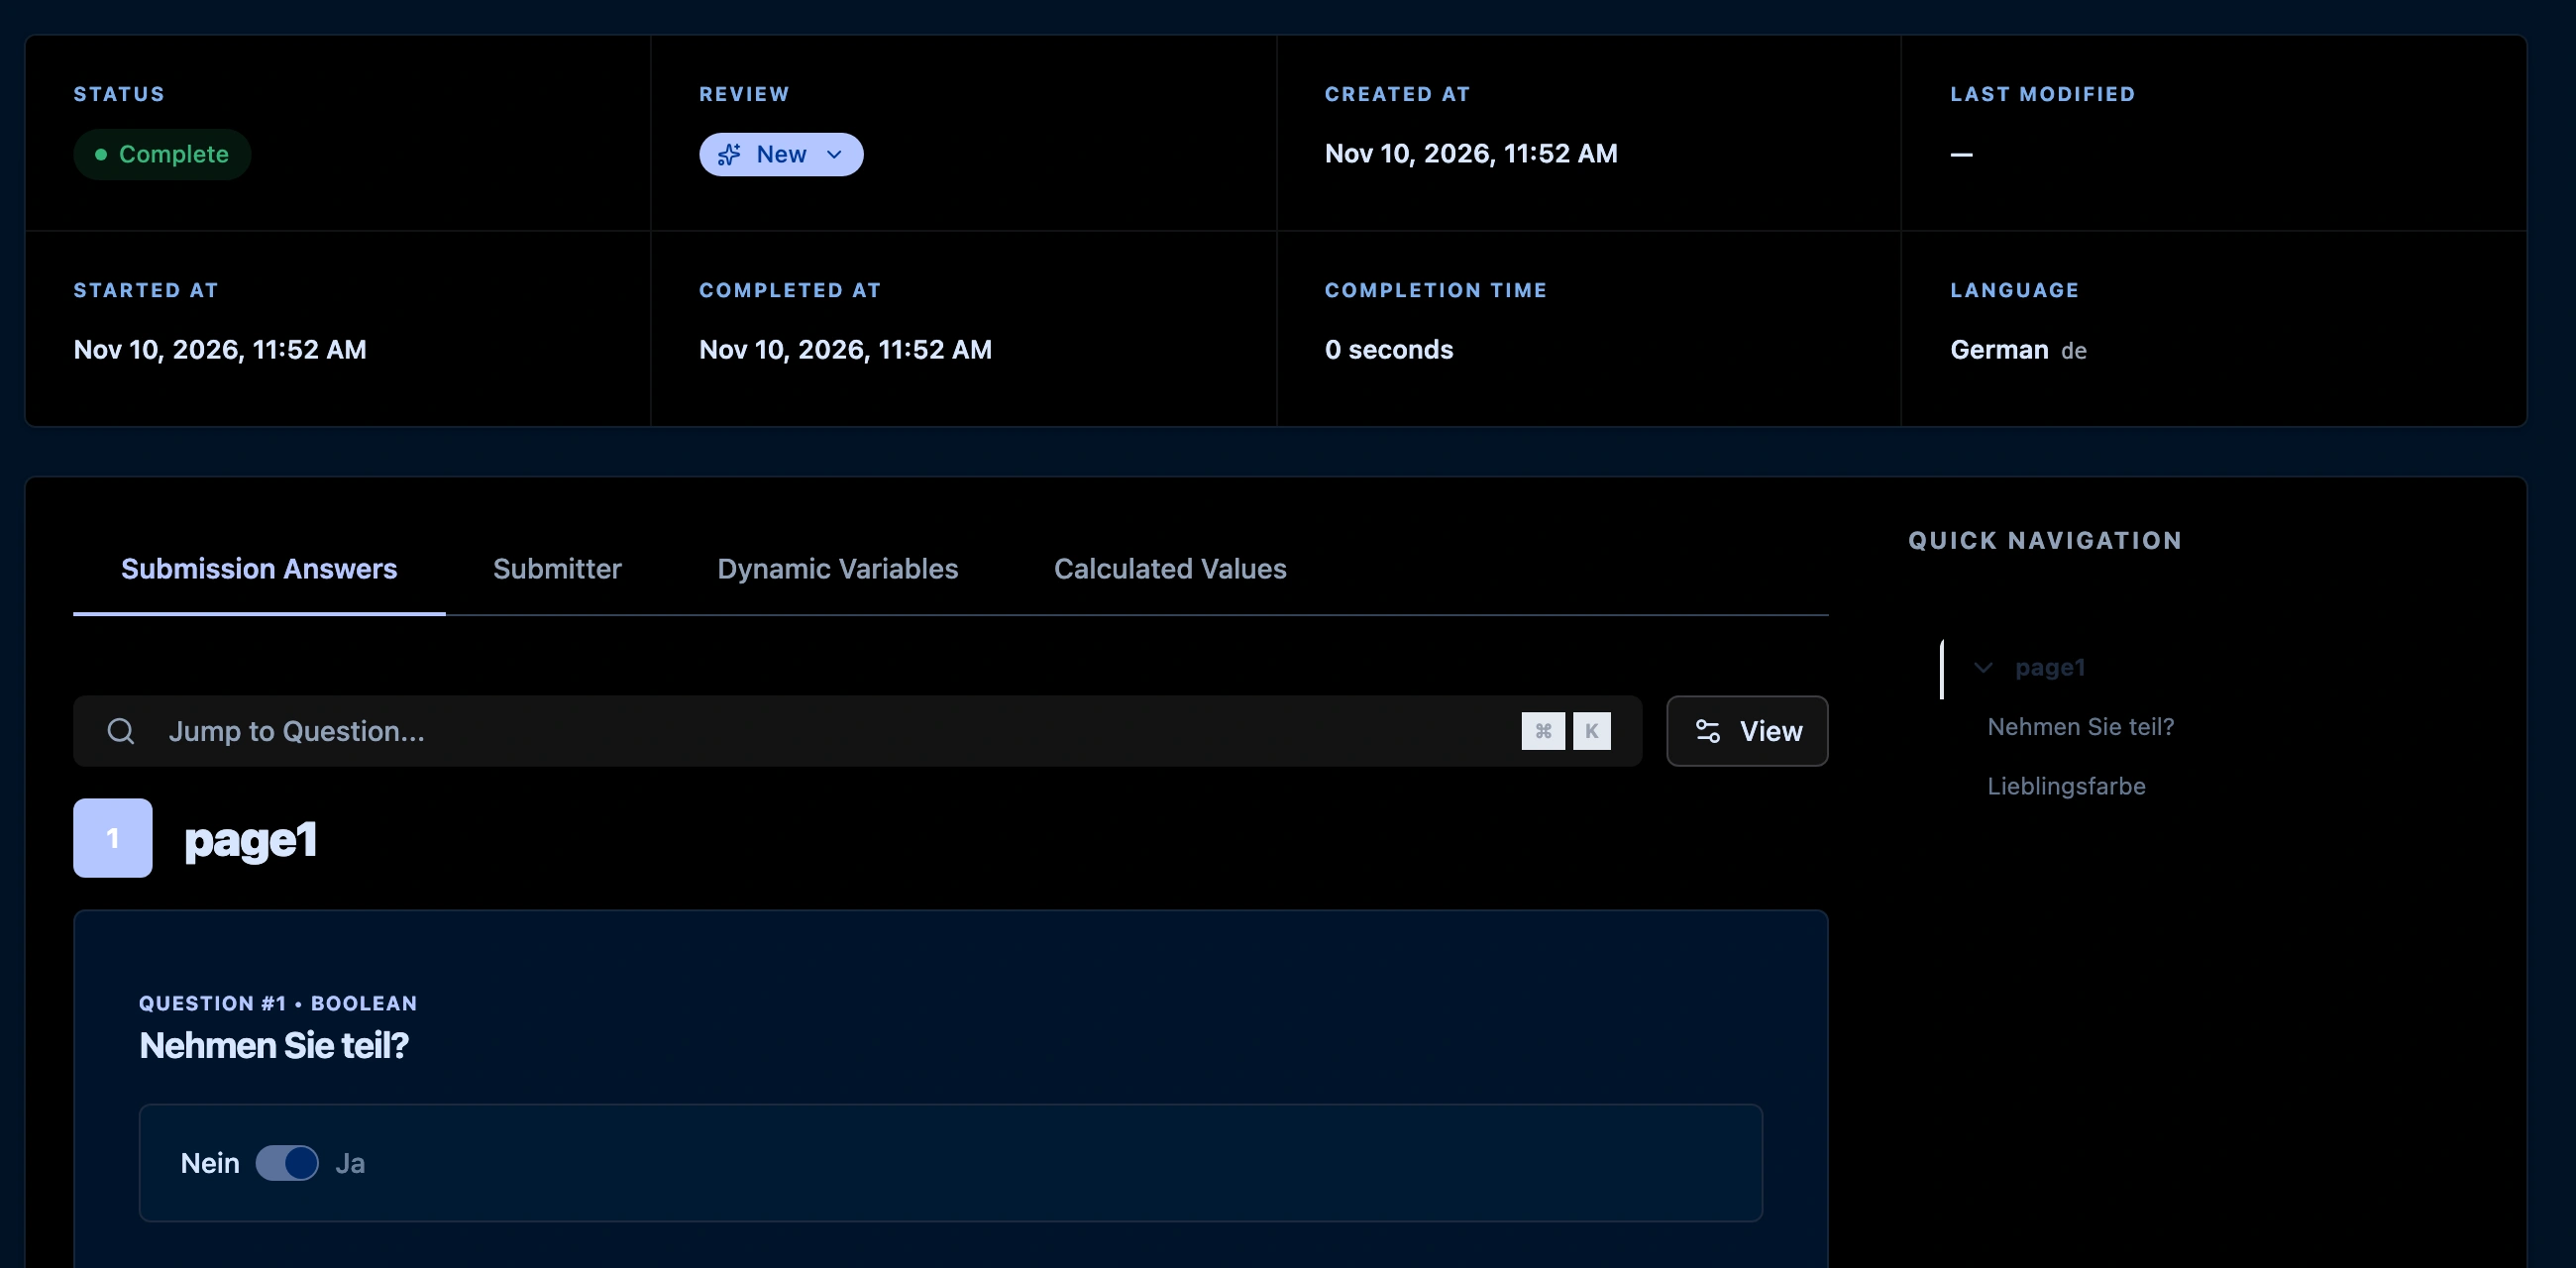 STATUS
Complete
REVIEW
New
CREATED AT
Nov 10, 2026, 11:52 AM
LAST MODIFIED
—
STARTED AT
Nov 10, 2026, 11:52 AM
COMPLETED AT
Nov 10, 2026, 11:52 AM
COMPLETION TIME
0 seconds
LANGUAGE
German de
Submission Answers
Submitter
Dynamic Variables
Calculated Values
Jump to Question...
⌘ K
View
1
page1
QUESTION #1 • BOOLEAN
Nehmen Sie teil?
Nein Ja
QUICK NAVIGATION
page1
Nehmen Sie teil?
Lieblingsfarbe